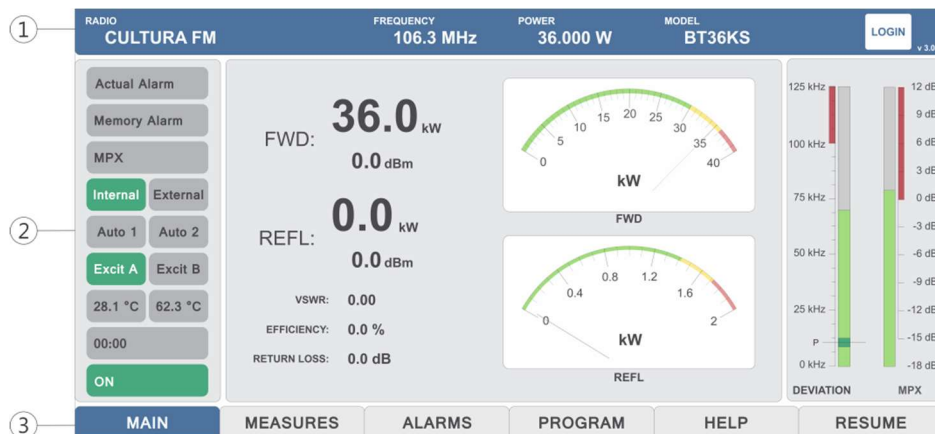 1
RADIO
CULTURA FM
FREQUENCY
106.3 MHz
POWER
36.000 W
MODEL
BT36KS
LOGIN
v 3.0
2
Actual Alarm
Memory Alarm
MPX
Internal External
Auto 1 Auto 2
Excit A Excit B
28.1 °C 62.3 °C
00:00
ON
FWD: 36.0 kW
0.0 dBm
REFL: 0.0 kW
0.0 dBm
VSWR: 0.00
EFFICIENCY: 0.0 %
RETURN LOSS: 0.0 dB
0 5 10 15 20 25 30 35 40
kW
FWD
0 0.4 0.8 1.2 1.6 2
kW
REFL
125 kHz
100 kHz
75 kHz
50 kHz
25 kHz
P
0 kHz
DEVIATION
12 dB
9 dB
6 dB
3 dB
0 dB
-3 dB
-6 dB
-9 dB
-12 dB
-15 dB
-18 dB
MPX
3
MAIN MEASURES ALARMS PROGRAM HELP RESUME